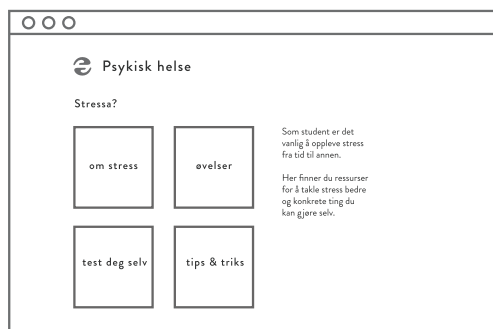 Psykisk helse
Stressa?
om stress
øvelser
test deg selv
tips & triks
Som student er det
vanlig å oppleve stress
fra tid til annen.
Her finner du ressurser
for å takle stress bedre
og konkrete ting du
kan gjøre selv.